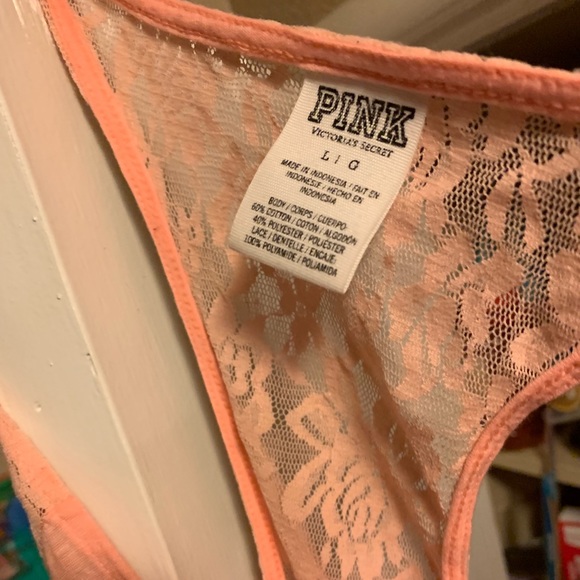 PINK
VICTORIA'S SECRET
L | G
MADE IN INDONESIA / FAIT EN
INDONESIE / HECHO EN
INDONESIA
BODY / CORPS / CUERPO:
60% COTTON / COTON / ALGODÓN
40% POLYESTER / POLIÉSTER
LACE / DENTELLE / ENCAJE:
100% POLYAMIDE / POLIAMIDA